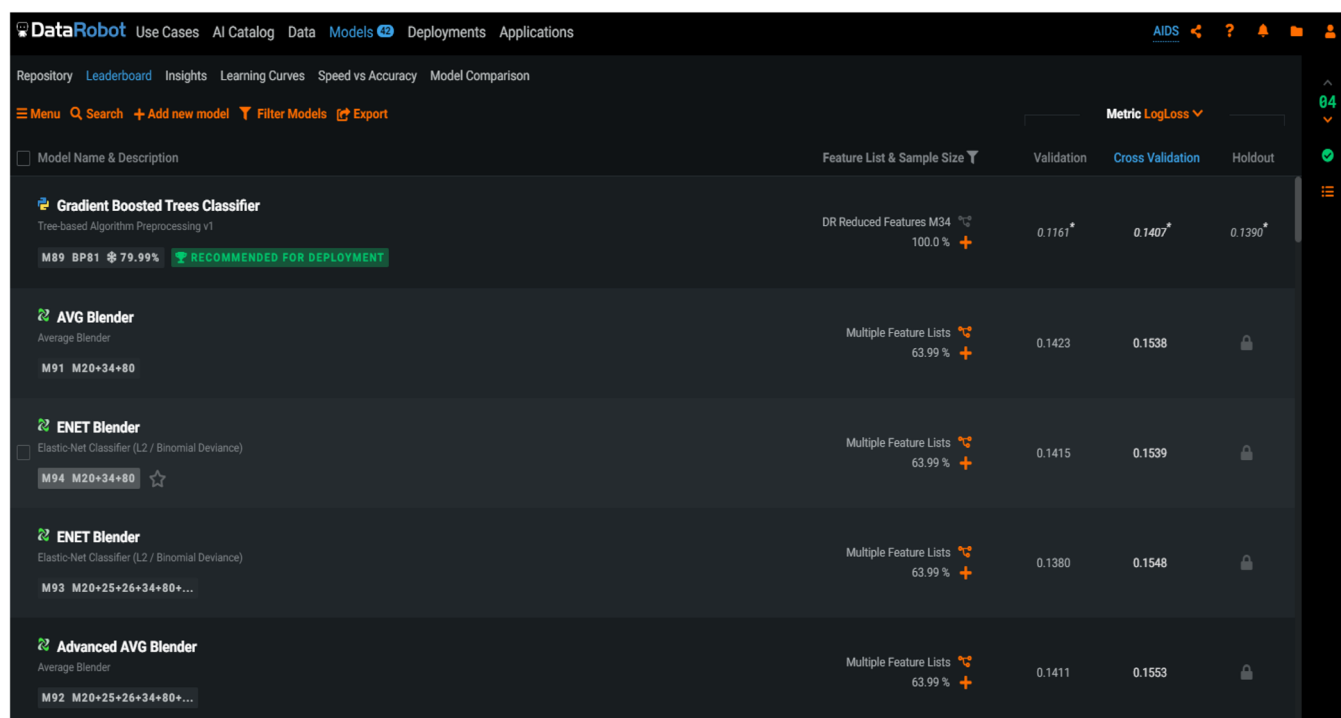 DataRobot Use Cases AI Catalog Data Models 42 Deployments Applications AIDS ?
Repository Leaderboard Insights Learning Curves Speed vs Accuracy Model Comparison
Menu Search Add new model Filter Models Export Metric LogLoss 04
Model Name & Description Feature List & Sample Size Validation Cross Validation Holdout
Gradient Boosted Trees Classifier
Tree-based Algorithm Preprocessing v1
DR Reduced Features M34
100.0 %
0.1161* 0.1407* 0.1390*
M89 BP81 79.99% RECOMMENDED FOR DEPLOYMENT
AVG Blender
Average Blender
Multiple Feature Lists
63.99 %
0.1423 0.1538
M91 M20+34+80
ENET Blender
Elastic-Net Classifier (L2 / Binomial Deviance)
Multiple Feature Lists
63.99 %
0.1415 0.1539
M94 M20+34+80
ENET Blender
Elastic-Net Classifier (L2 / Binomial Deviance)
Multiple Feature Lists
63.99 %
0.1380 0.1548
M93 M20+25+26+34+80+...
Advanced AVG Blender
Average Blender
Multiple Feature Lists
63.99 %
0.1411 0.1553
M92 M20+25+26+34+80+...